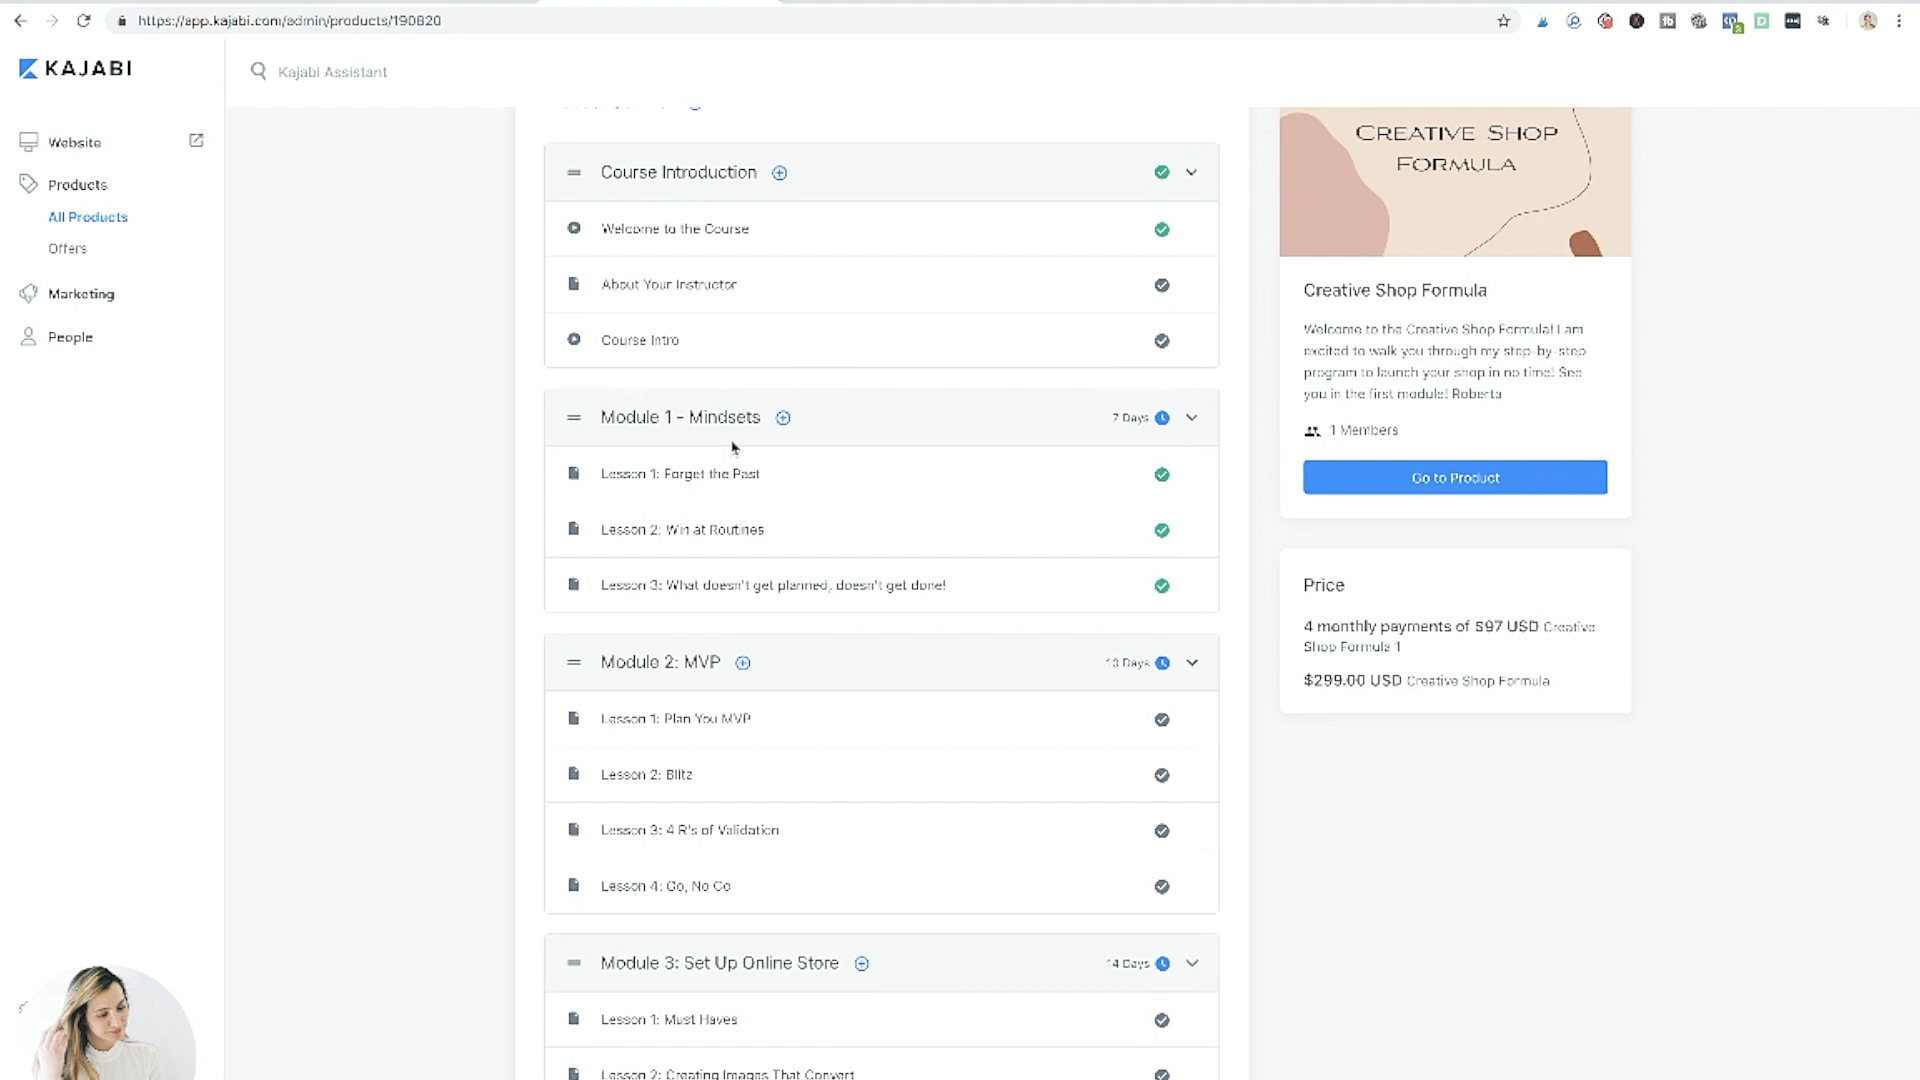 https://app.kajabi.com/admin/products/190820
KAJABI
Kajabi Assistant
Website
Products
All Products
Offers
Marketing
People
Course Introduction
Welcome to the Course
About Your Instructor
Course Intro
Module 1 - Mindsets
7 Days
Lesson 1: Forget the Past
Lesson 2: Win at Routines
Lesson 3: What doesn't get planned, doesn't get done!
Module 2: MVP
10 Days
Lesson 1: Plan You MVP
Lesson 2: Blitz
Lesson 3: 4 R's of Validation
Lesson 4: Go, No Go
Module 3: Set Up Online Store
14 Days
Lesson 1: Must Haves
Lesson 2: Creating Images That Convert
CREATIVE SHOP
FORMULA
Creative Shop Formula
Welcome to the Creative Shop Formula! I am
excited to walk you through my step-by-step
program to launch your shop in no time! See
you in the first module! Roberta
1 Members
Go to Product
Price
4 monthly payments of $97 USD Creative
Shop Formula 1
$299.00 USD Creative Shop Formula